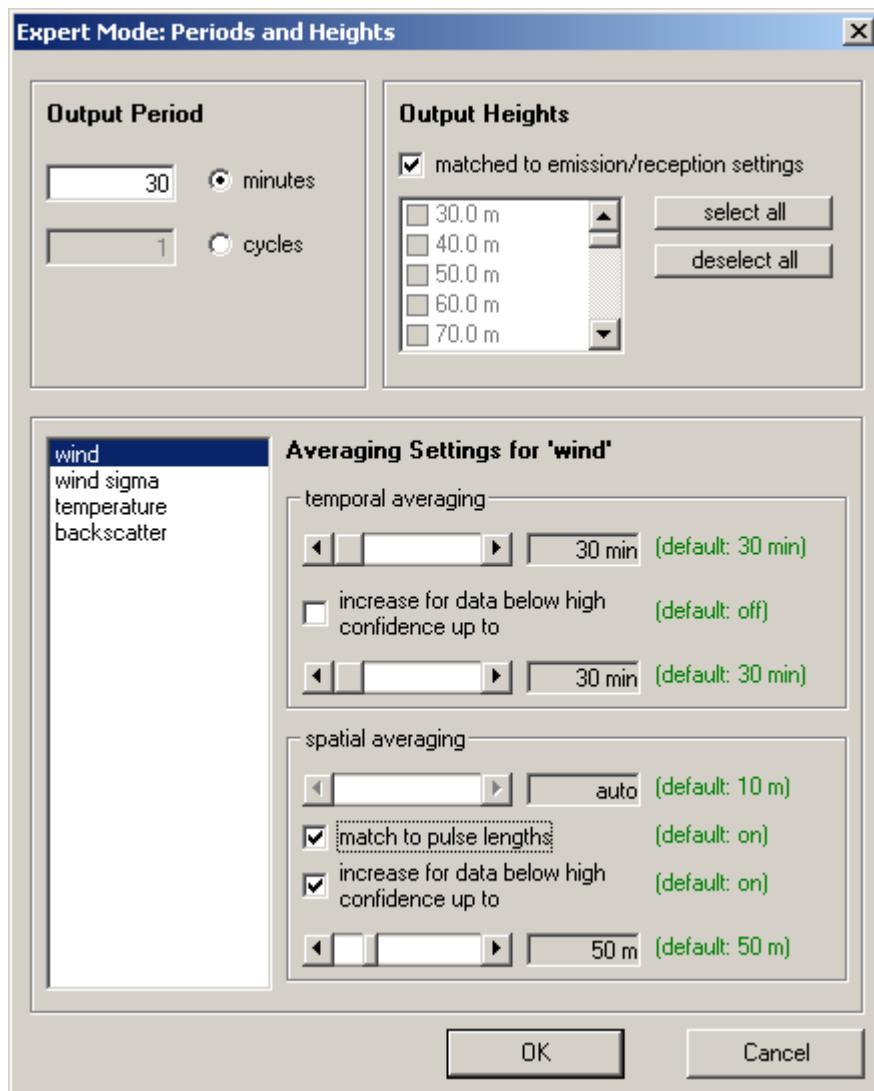 Expert Mode: Periods and Heights
Output Period
30
minutes
1
cycles
Output Heights
matched to emission/reception settings
30.0 m
40.0 m
50.0 m
60.0 m
70.0 m
select all
deselect all
wind
wind sigma
temperature
backscatter
Averaging Settings for 'wind'
temporal averaging
30 min (default: 30 min)
increase for data below high
confidence up to
(default: off)
30 min (default: 30 min)
spatial averaging
auto (default: 10 m)
match to pulse lengths (default: on)
increase for data below high
confidence up to
(default: on)
50 m (default: 50 m)
OK
Cancel